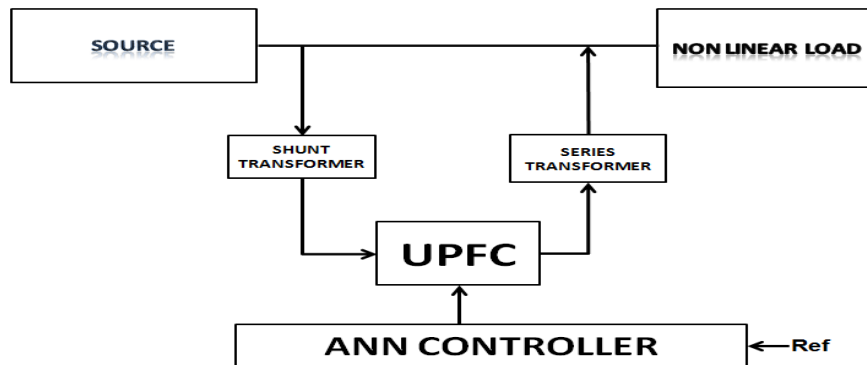 SOURCE
NON LINEAR LOAD
SHUNT
TRANSFORMER
SERIES
TRANSFORMER
UPFC
ANN CONTROLLER
Ref